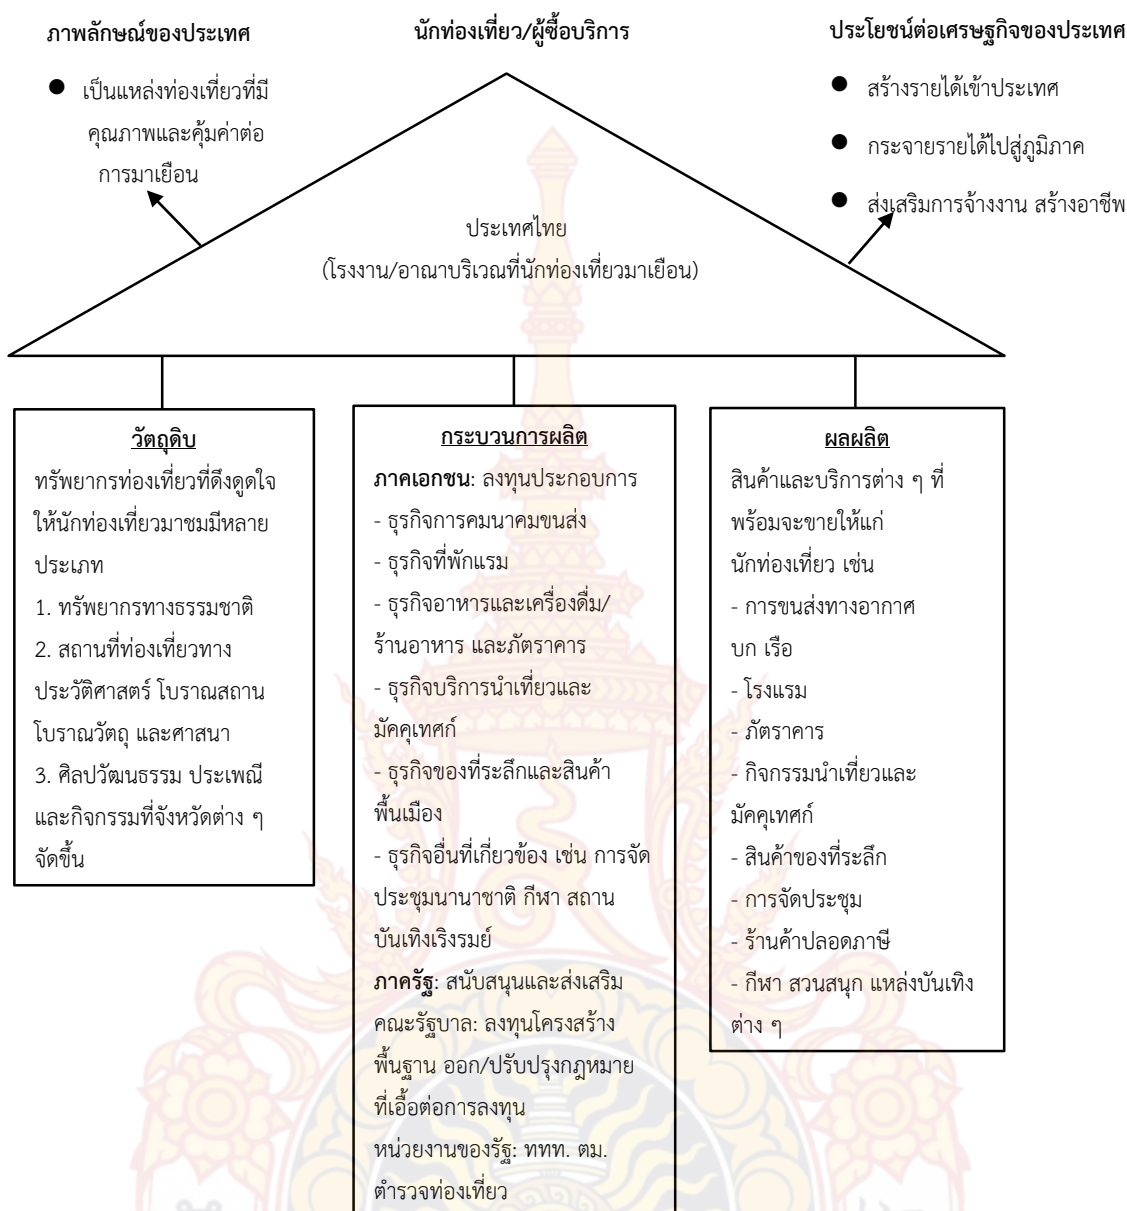 ภาพลักษณ์ของประเทศ
● เป็นแหล่งท่องเที่ยวที่มี
คุณภาพและคุ้มค่าต่อ
การมาเยือน
นักท่องเที่ยว/ผู้ซื้อบริการ
ประโยชน์ต่อเศรษฐกิจของประเทศ
● สร้างรายได้เข้าประเทศ
● กระจายรายได้ไปสู่ภูมิภาค
● ส่งเสริมการจ้างงาน สร้างอาชีพ
ประเทศไทย
(โรงงาน/อาณาบริเวณที่นักท่องเที่ยวมาเยือน)
วัตถุดิบ
ทรัพยากรท่องเที่ยวที่ดึงดูดใจ
ให้นักท่องเที่ยวมาชมมีหลาย
ประเภท
1. ทรัพยากรทางธรรมชาติ
2. สถานที่ท่องเที่ยวทาง
ประวัติศาสตร์ โบราณสถาน
โบราณวัตถุ และศาสนา
3. ศิลปวัฒนธรรม ประเพณี
และกิจกรรมที่จังหวัดต่าง ๆ
จัดขึ้น
กระบวนการผลิต
ภาคเอกชน: ลงทุนประกอบการ
- ธุรกิจการคมนาคมขนส่ง
- ธุรกิจที่พักแรม
- ธุรกิจอาหารและเครื่องดื่ม/
ร้านอาหาร และภัตราคาร
- ธุรกิจบริการนำเที่ยวและ
มัคคุเทศก์
- ธุรกิจของที่ระลึกและสินค้า
พื้นเมือง
- ธุรกิจอื่นที่เกี่ยวข้อง เช่น การจัด
ประชุมนานาชาติ กีฬา สถาน
บันเทิงเริงรมย์
ภาครัฐ: สนับสนุนและส่งเสริม
คณะรัฐบาล: ลงทุนโครงสร้าง
พื้นฐาน ออก/ปรับปรุงกฎหมาย
ที่เอื้อต่อการลงทุน
หน่วยงานของรัฐ: ททท. ตม.
ตำรวจท่องเที่ยว
ผลผลิต
สินค้าและบริการต่าง ๆ ที่
พร้อมจะขายให้แก่
นักท่องเที่ยว เช่น
- การขนส่งทางอากาศ
บก เรือ
- โรงแรม
- ภัตราคาร
- กิจกรรมนำเที่ยวและ
มัคคุเทศก์
- สินค้าของที่ระลึก
- การจัดประชุม
- ร้านค้าปลอดภาษี
- กีฬา สวนสนุก แหล่งบันเทิง
ต่าง ๆ